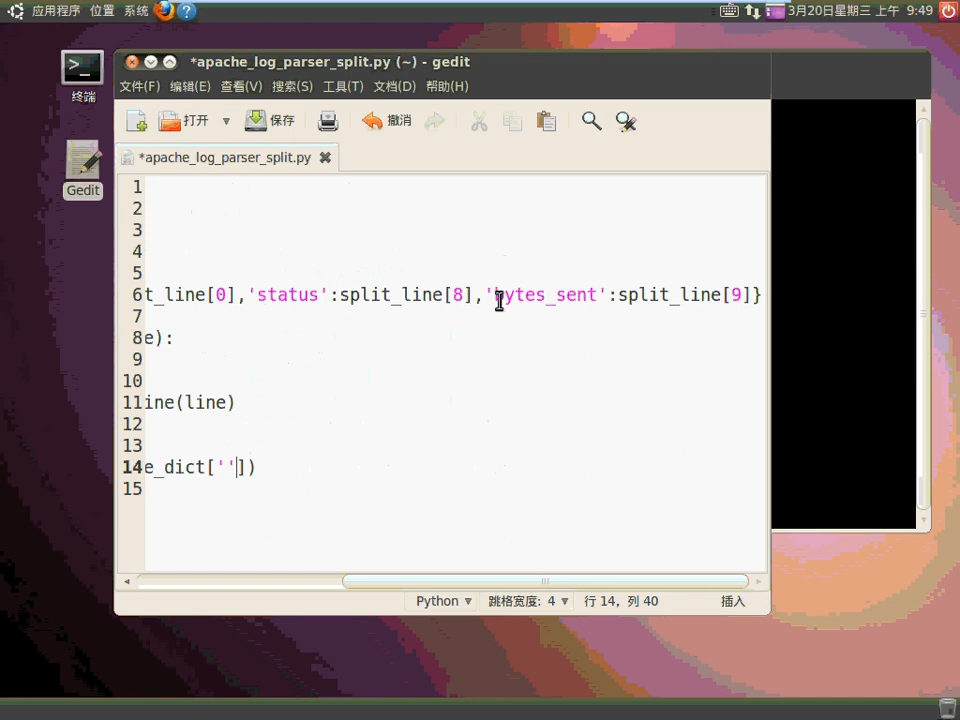 应用程序 位置 系统 3月20日星期三 上午 9:49
终端
Gedit
*apache_log_parser_split.py (~) - gedit
文件(F) 编辑(E) 查看(V) 搜索(S) 工具(T) 文档(D) 帮助(H)
打开 保存 撤消
*apache_log_parser_split.py
1
2
3
4
5
6t_line[0],'status':split_line[8],'bytes_sent':split_line[9]}
7
8e):
9
10
11ine(line)
12
13
14e_dict[''])
15
Python 跳格宽度: 4 行 14, 列 40 插入